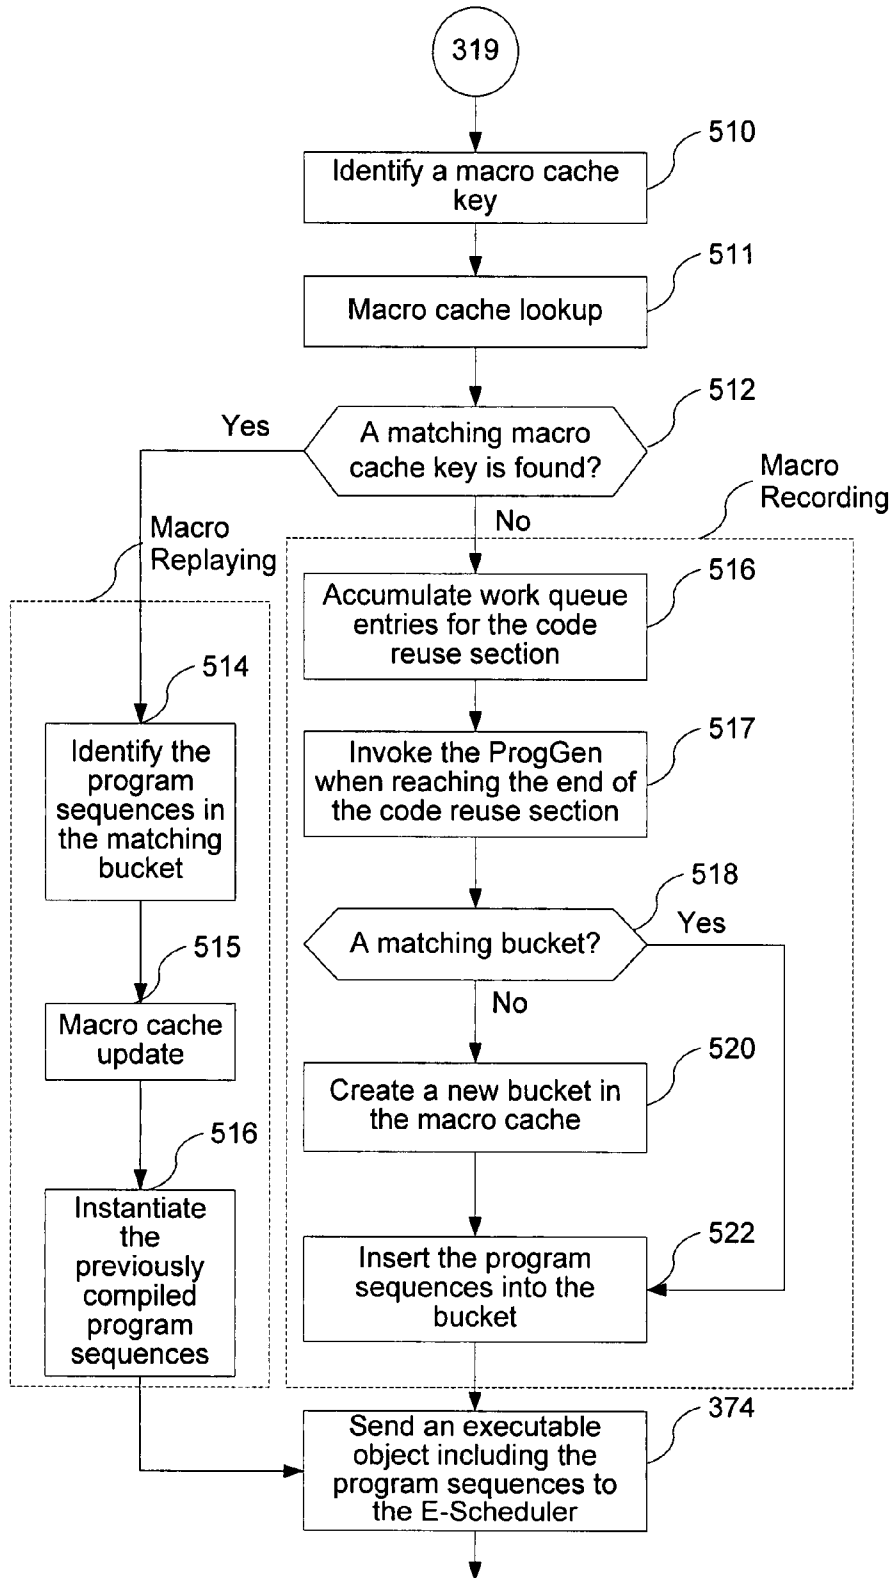 319
510
Identify a macro cache
key
511
Macro cache lookup
512
A matching macro
cache key is found?
Yes
No
Macro
Recording
Macro
Replaying
516
Accumulate work queue
entries for the code
reuse section
514
Identify the
program
sequences in
the matching
bucket
517
Invoke the ProgGen
when reaching the end of
the code reuse section
518
A matching bucket?
Yes
No
515
Macro cache
update
520
Create a new bucket in
the macro cache
516
Instantiate
the
previously
compiled
program
sequences
522
Insert the program
sequences into the
bucket
374
Send an executable
object including the
program sequences to
the E-Scheduler